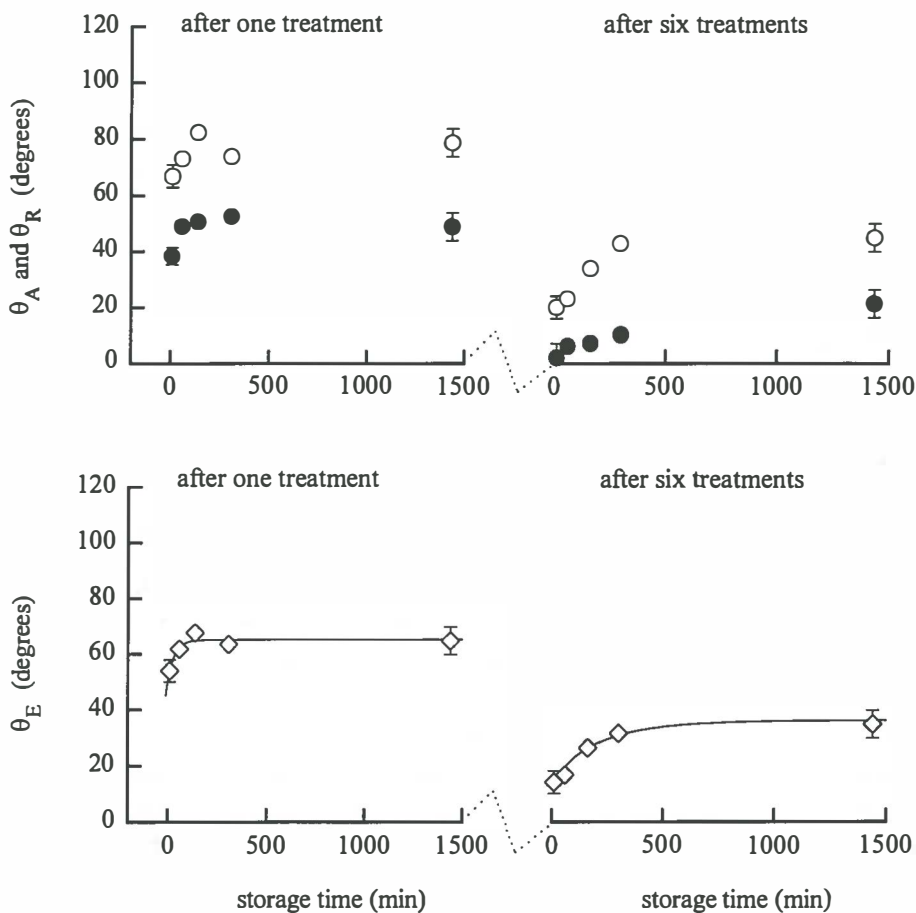 after one treatment
after six treatments
120
100
80
60
40
20
0
θA and θR (degrees)
0 500 1000 1500
0 500 1000 1500
after one treatment
after six treatments
120
100
80
60
40
20
0
θE (degrees)
0 500 1000 1500
0 500 1000 1500
storage time (min)
storage time (min)